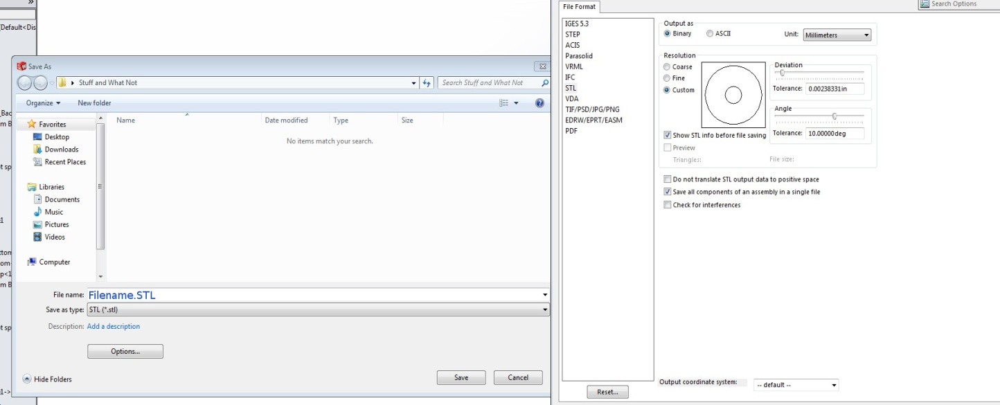 »
[Default<Dis
_Bac
m B
t sp
1
ttom
om
p<1
m B
t sp
1->
Save As
Stuff and What Not
Search Stuff and What Not
Organize
New folder
Favorites
Desktop
Downloads
Recent Places
Libraries
Documents
Music
Pictures
Videos
Computer
Name Date modified Type Size
No items match your search.
File name: Filename.STL
Save as type: STL (*.stl)
Description: Add a description
Options...
Hide Folders
Save Cancel
File Format
Search Options
IGES 5.3
STEP
ACIS
Parasolid
VRML
IFC
STL
VDA
TIF/PSD/JPG/PNG
EDRW/EPRT/EASM
PDF
Reset...
Output as
Binary ASCII Unit: Millimeters
Resolution
Coarse
Fine
Custom
Deviation
Tolerance: 0.00238331in
Angle
Tolerance: 10.00000deg
Show STL info before file saving
Preview
Triangles: File size:
Do not translate STL output data to positive space
Save all components of an assembly in a single file
Check for interferences
Output coordinate system: -- default --